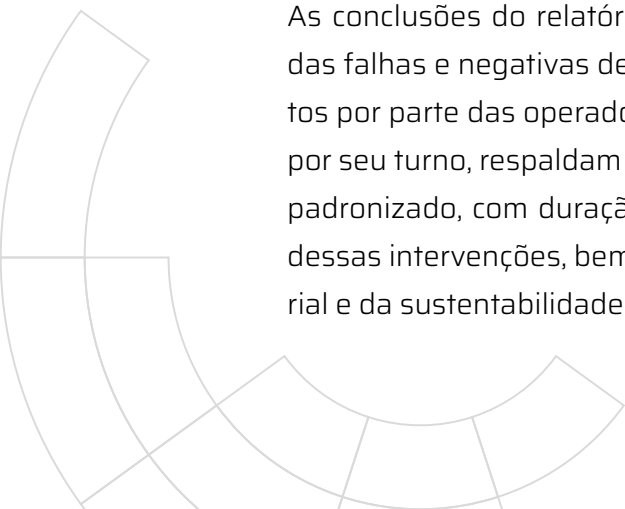 As conclusões do relatór
das falhas e negativas de
tos por parte das operado
por seu turno, respaldam
padronizado, com duraçã
dessas intervenções, bem
rial e da sustentabilidade